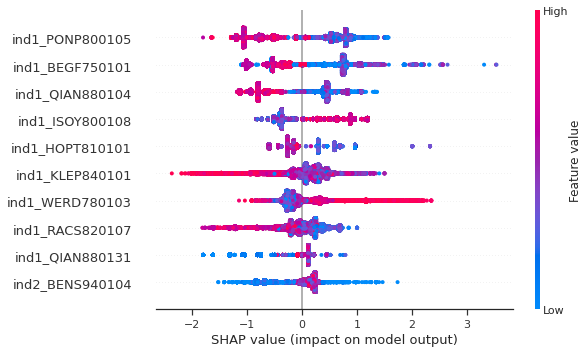 High
ind1_PONP800105
ind1_BEGF750101
ind1_QIAN880104
ind1_ISOY800108
ind1_HOPT810101
ind1_KLEP840101
ind1_WERD780103
ind1_RACS820107
ind1_QIAN880131
ind2_BENS940104
Feature value
Low
−2 −1 0 1 2 3
SHAP value (impact on model output)